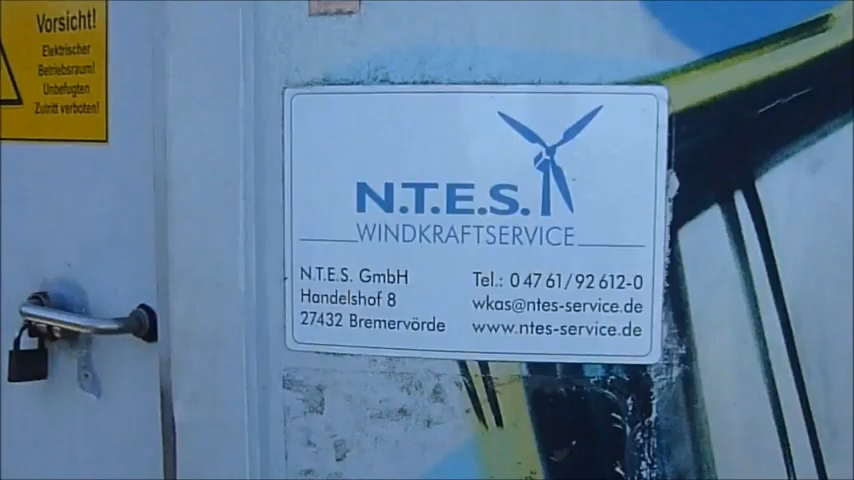 Vorsicht!
Elektrischer
Betriebsraum!
Unbefugten
Zutritt verboten!
N.T.E.S.
WINDKRAFTSERVICE
N.T.E.S. GmbH
Handelshof 8
27432 Bremervörde
Tel.: 0 47 61/92 612-0
wkas@ntes-service.de
www.ntes-service.de